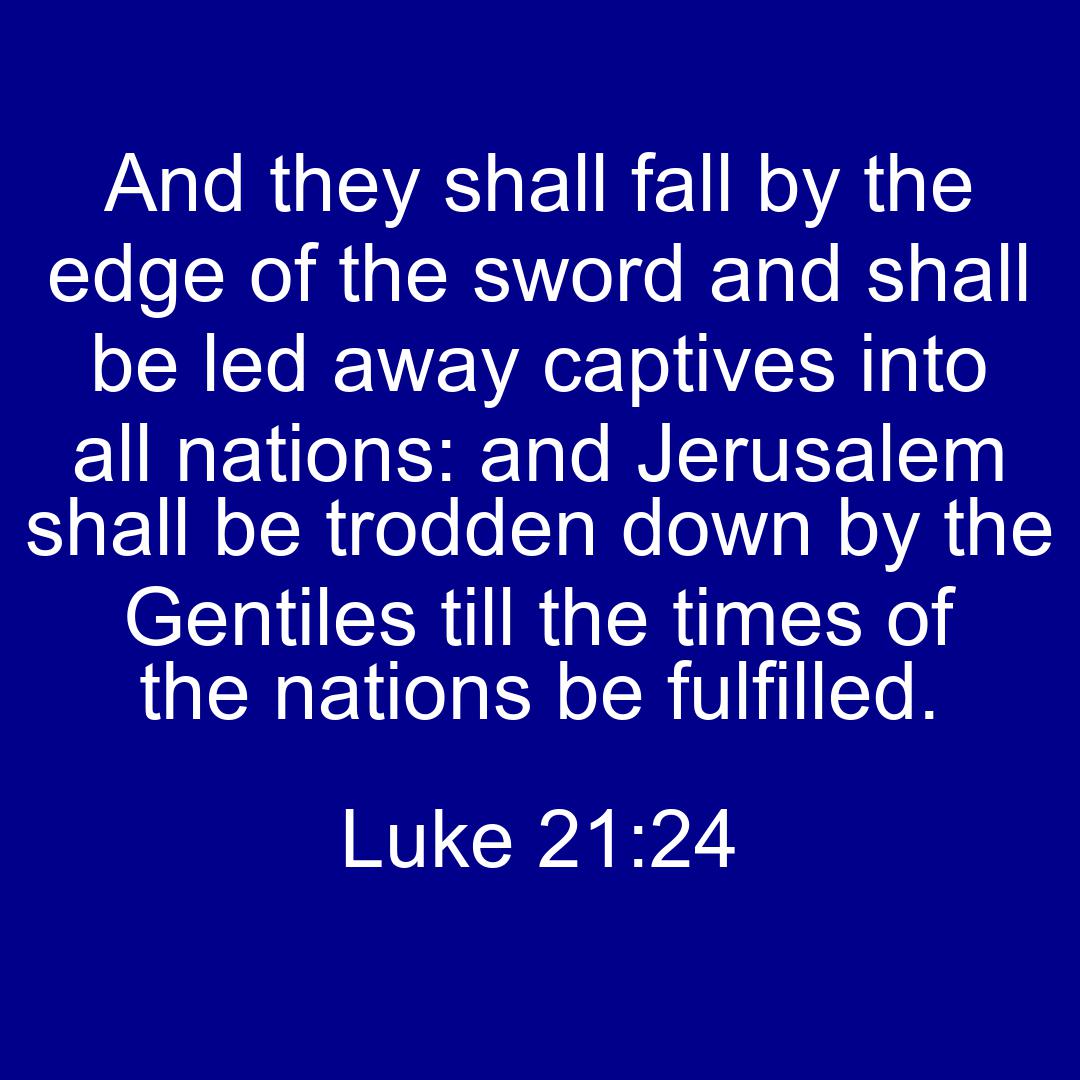 And they shall fall by the
edge of the sword and shall
be led away captives into
all nations: and Jerusalem
shall be trodden down by the
Gentiles till the times of
the nations be fulfilled.
Luke 21:24